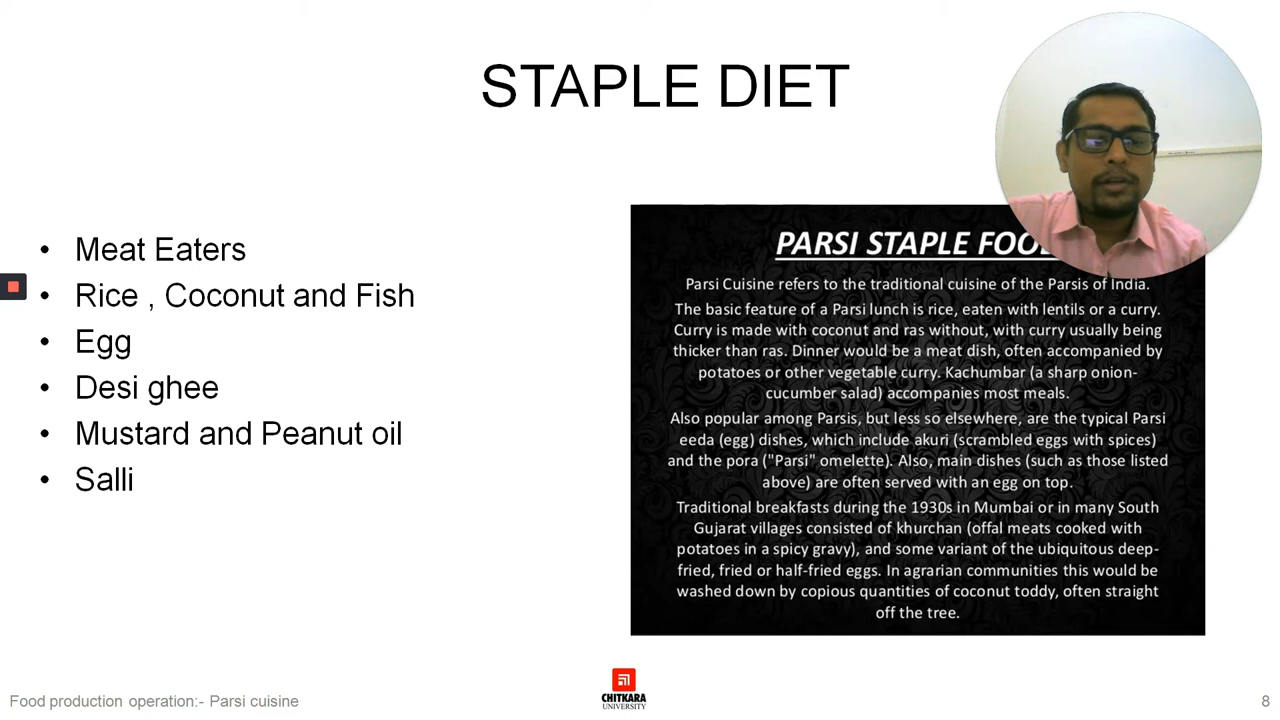 STAPLE DIET
• Meat Eaters
• Rice , Coconut and Fish
• Egg
• Desi ghee
• Mustard and Peanut oil
• Salli
PARSI STAPLE
Parsi Cuisine refers to the traditional cuisine of the Parsis of India.
The basic feature of a Parsi lunch is rice, eaten with lentils or a curry.
Curry is made with coconut and ras without, with curry usually being
thicker than ras. Dinner would be a meat dish, often accompanied by
potatoes or other vegetable curry. Kachumbar (a sharp onion-
cucumber salad) accompanies most meals.
Also popular among Parsis, but less so elsewhere, are the typical Parsi
eeda (egg) dishes, which include akuri (scrambled eggs with spices)
and the pora ("Parsi" omelette). Also, main dishes (such as those listed
above) are often served with an egg on top.
Traditional breakfasts during the 1930s in Mumbai or in many South
Gujarat villages consisted of khurchan (offal meats cooked with
potatoes in a spicy gravy), and some variant of the ubiquitous deep-
fried, fried or half-fried eggs. In agrarian communities this would be
washed down by copious quantities of coconut toddy, often straight
off the tree.
Food production operation:- Parsi cuisine
CHITKARA
UNIVERSITY
8